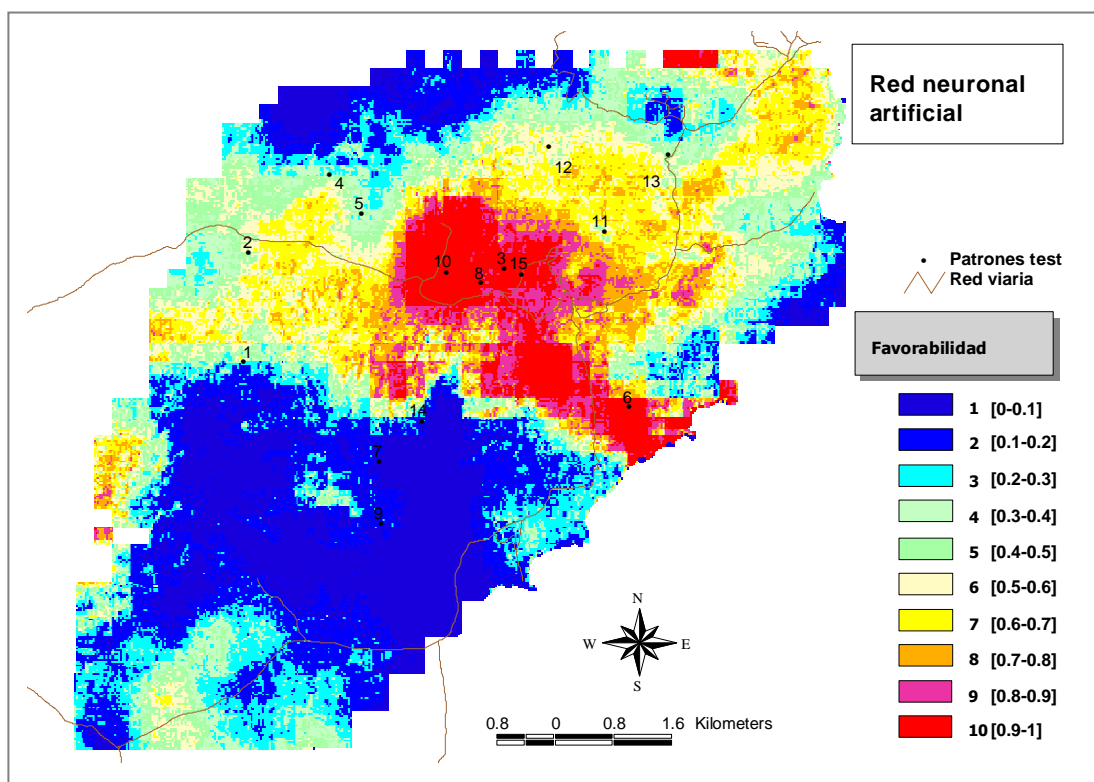 Red neuronal
artificial
12
4
13
5
11
2
3
10
8
15
Patrones test
Red viaria
1
Favorabilidad
6
14
1 [0-0.1]
2 [0.1-0.2]
7
3 [0.2-0.3]
4 [0.3-0.4]
9
5 [0.4-0.5]
6 [0.5-0.6]
N
7 [0.6-0.7]
W E
8 [0.7-0.8]
S
9 [0.8-0.9]
0.8 0 0.8 1.6 Kilometers
10 [0.9-1]